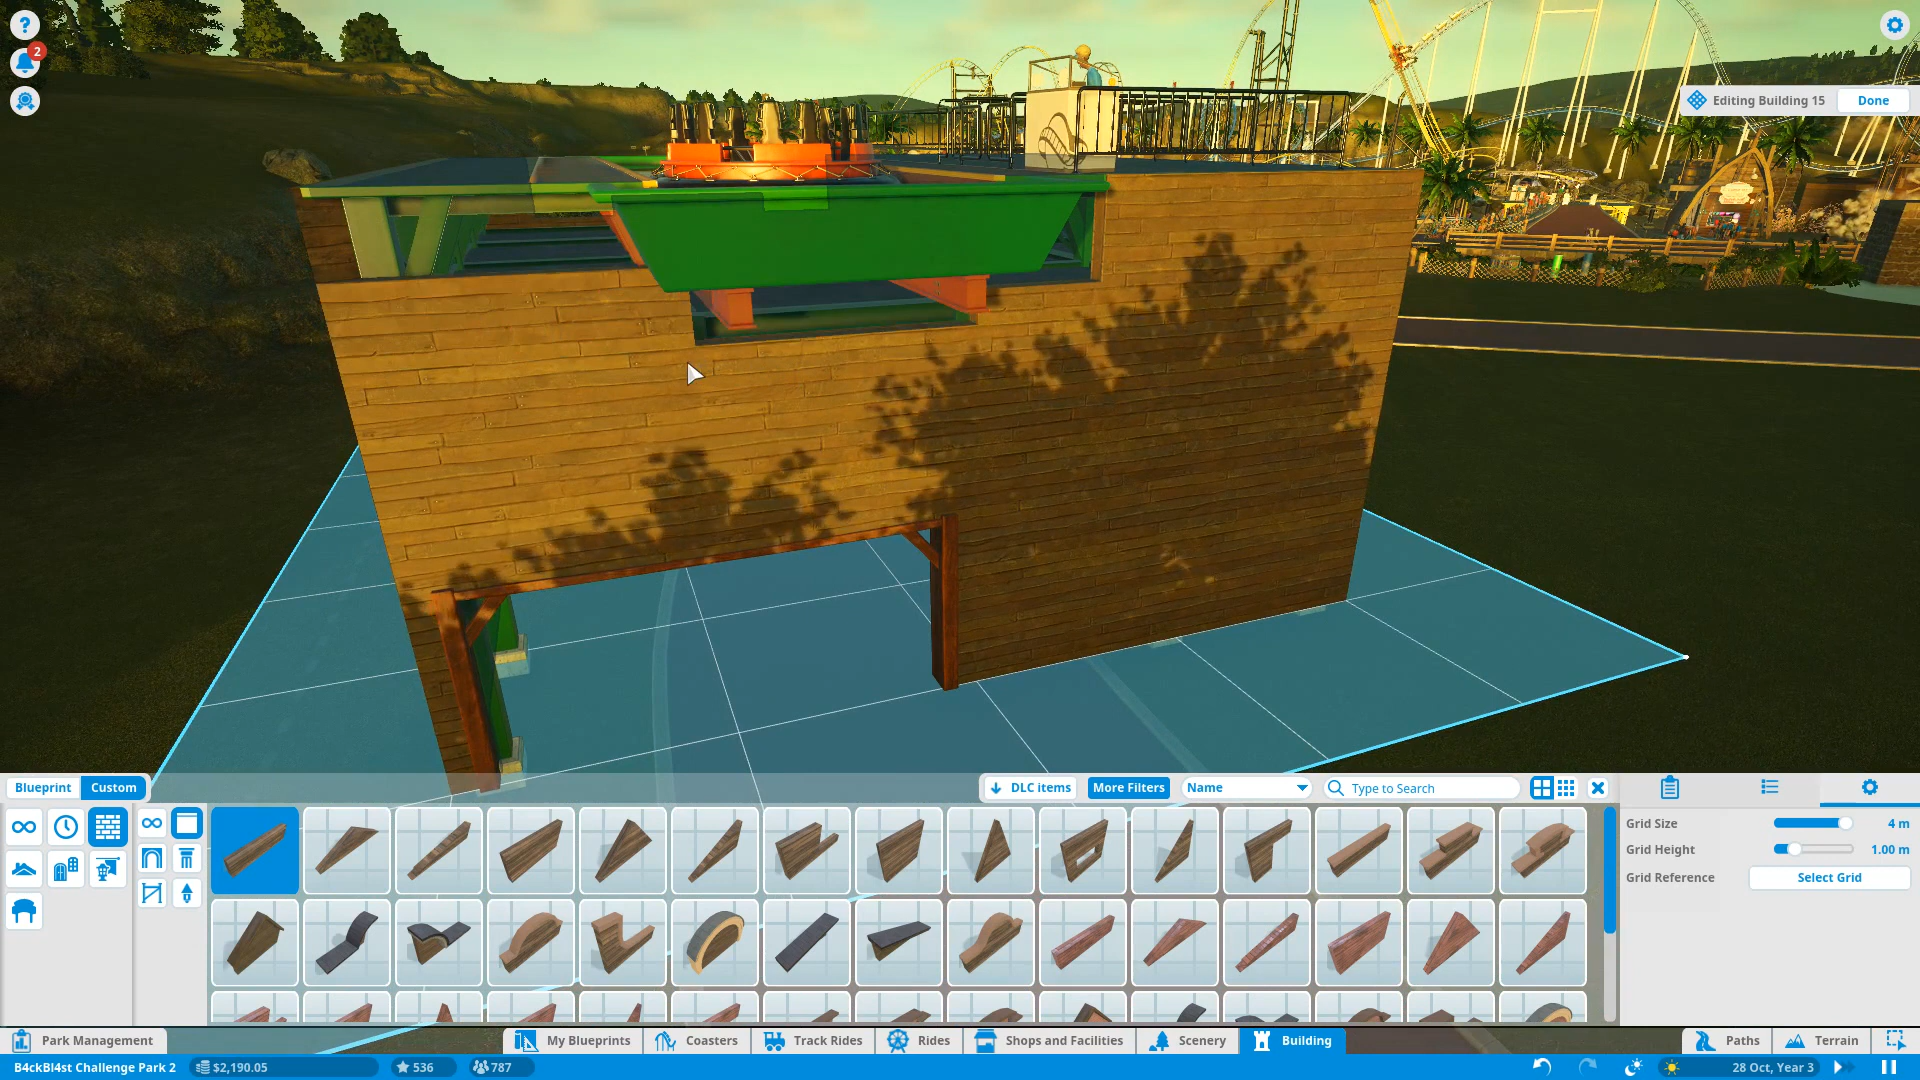 ?
2
Editing Building 15
Done
Blueprint
Custom
DLC items
More Filters
Name
Type to Search
Grid Size
4 m
Grid Height
1.00 m
Grid Reference
Select Grid
Park Management
My Blueprints
Coasters
Track Rides
Rides
Shops and Facilities
Scenery
Building
Paths
Terrain
B4ckBl4st Challenge Park 2
$2,190.05
536
787
28 Oct, Year 3